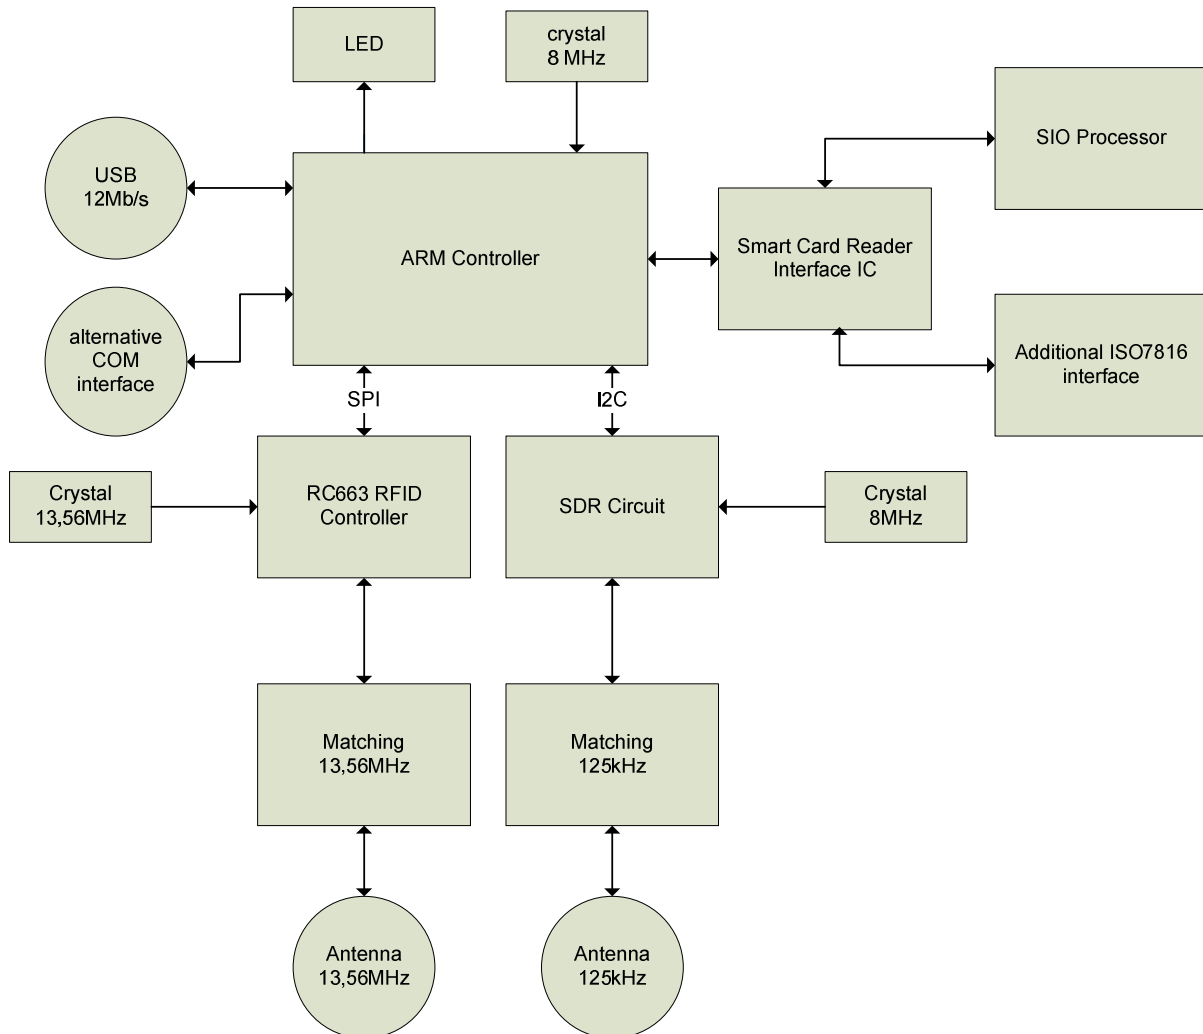 LED
crystal
8 MHz
USB
12Mb/s
ARM Controller
SIO Processor
Smart Card Reader
Interface IC
alternative
COM
interface
Additional ISO7816
interface
SPI
I2C
Crystal
13,56MHz
RC663 RFID
Controller
SDR Circuit
Crystal
8MHz
Matching
13,56MHz
Matching
125kHz
Antenna
13,56MHz
Antenna
125kHz